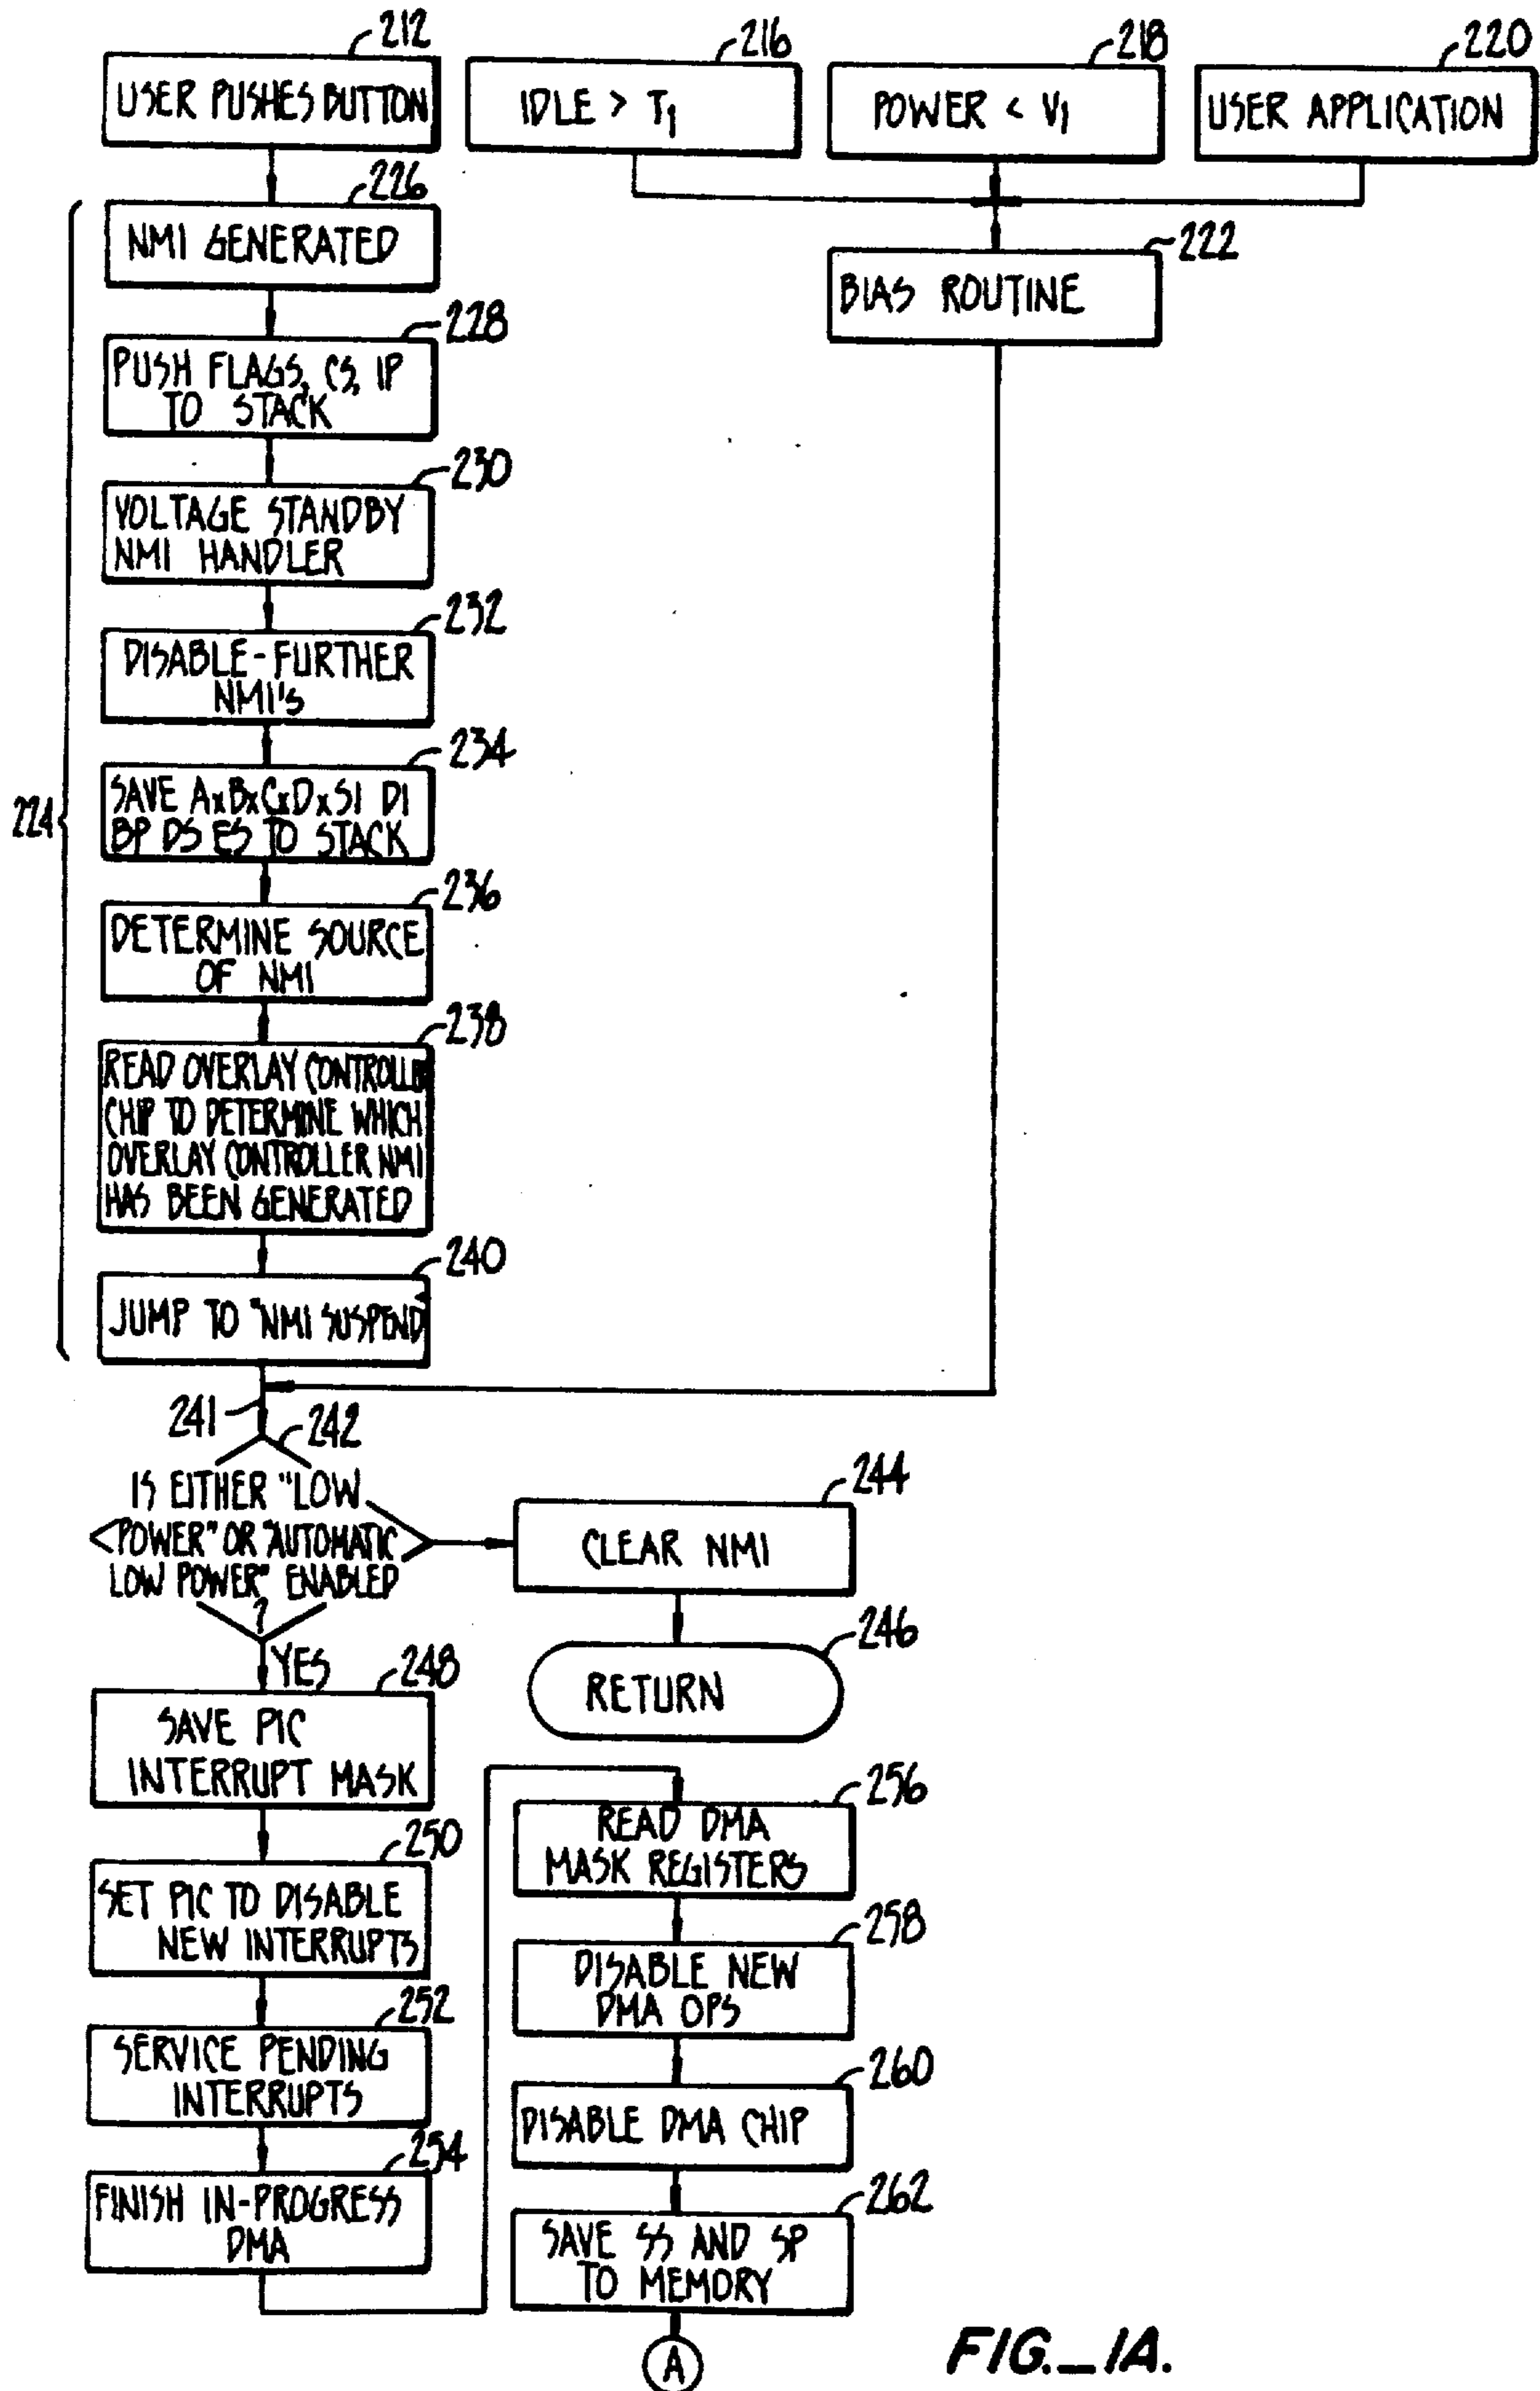 212
USER PUSHES BUTTON
216
IDLE > T1
218
POWER < V1
220
USER APPLICATION
226
NMI GENERATED
222
BIAS ROUTINE
228
PUSH FLAGS, CS, IP
TO STACK
230
VOLTAGE STANDBY
NMI HANDLER
232
DISABLE-FURTHER
NMI's
234
SAVE AxBxCxDxSI DI
BP DS ES TO STACK
224
236
DETERMINE SOURCE
OF NMI
238
READ OVERLAY CONTROLLER
CHIP TO DETERMINE WHICH
OVERLAY CONTROLLER NMI
HAS BEEN GENERATED
240
JUMP TO "NMI SUSPEND"
241
242
IS EITHER "LOW
POWER" OR "AUTOMATIC
LOW POWER" ENABLED
?
YES
244
CLEAR NMI
246
RETURN
248
SAVE PIC
INTERRUPT MASK
250
SET PIC TO DISABLE
NEW INTERRUPTS
252
SERVICE PENDING
INTERRUPTS
254
FINISH IN-PROGRESS
DMA
256
READ DMA
MASK REGISTERS
258
DISABLE NEW
DMA OPS
260
DISABLE DMA CHIP
262
SAVE SS AND SP
TO MEMORY
A
FIG._1A.